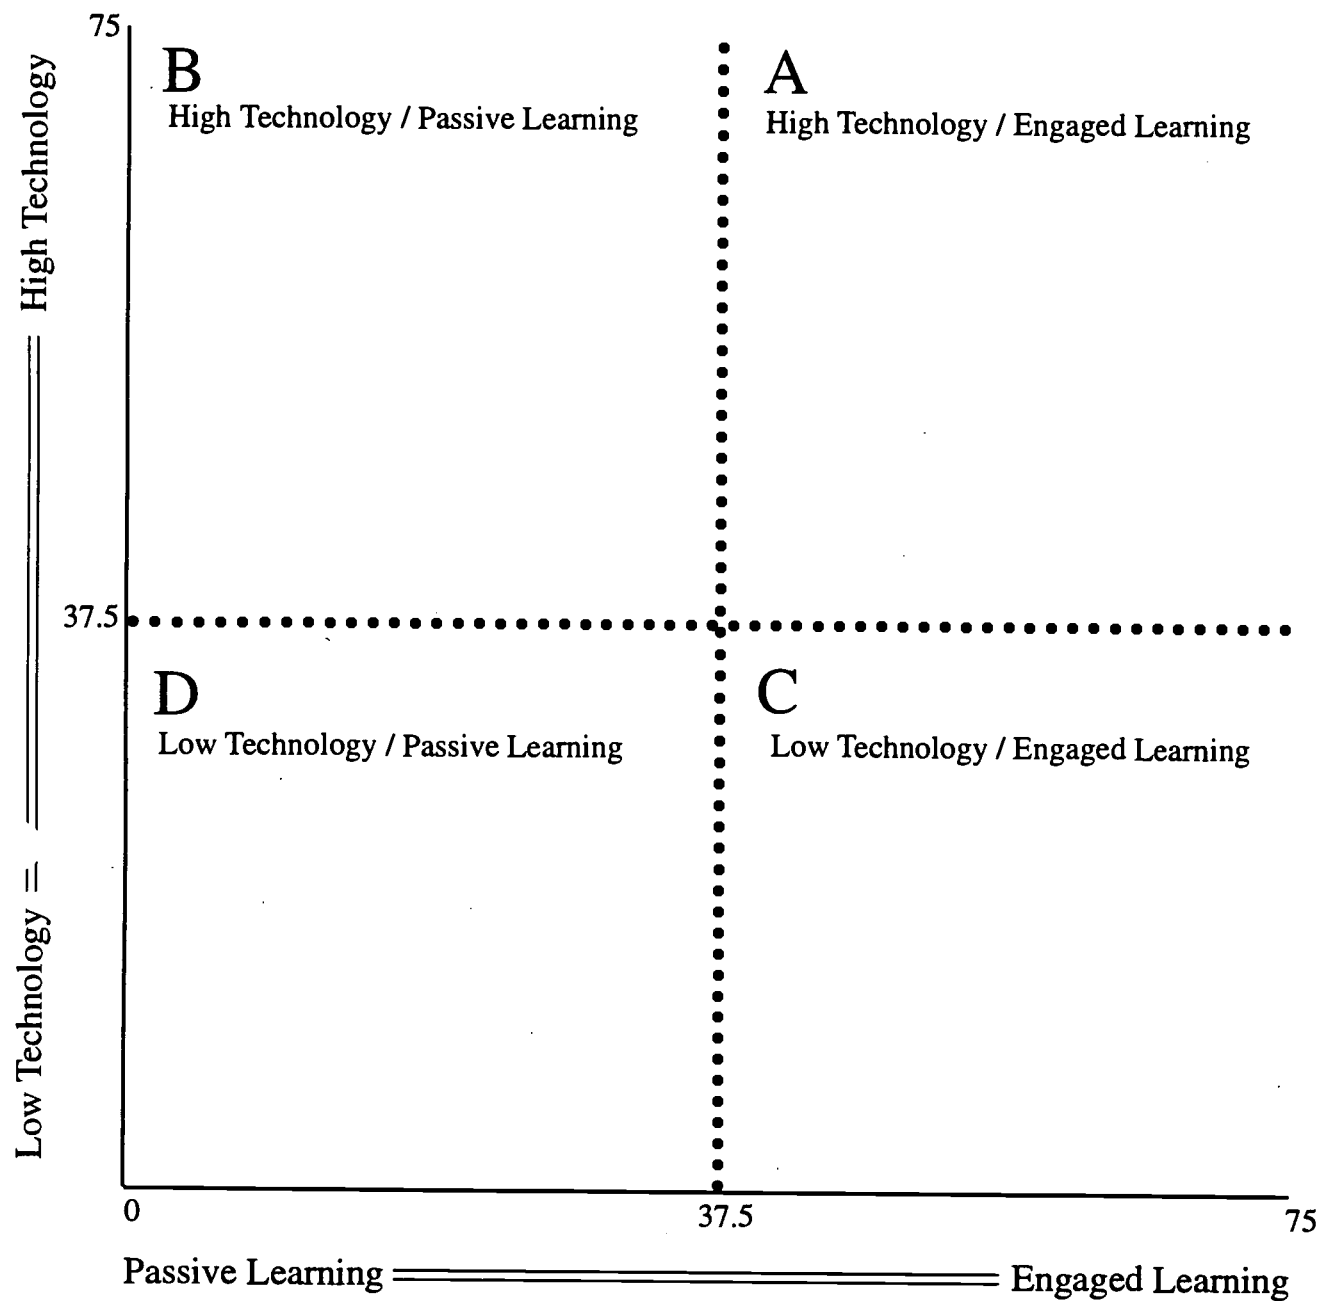 75
B
High Technology / Passive Learning
A
High Technology / Engaged Learning
High Technology
37.5
D
Low Technology / Passive Learning
C
Low Technology / Engaged Learning
Low Technology
0
37.5
75
Passive Learning
Engaged Learning